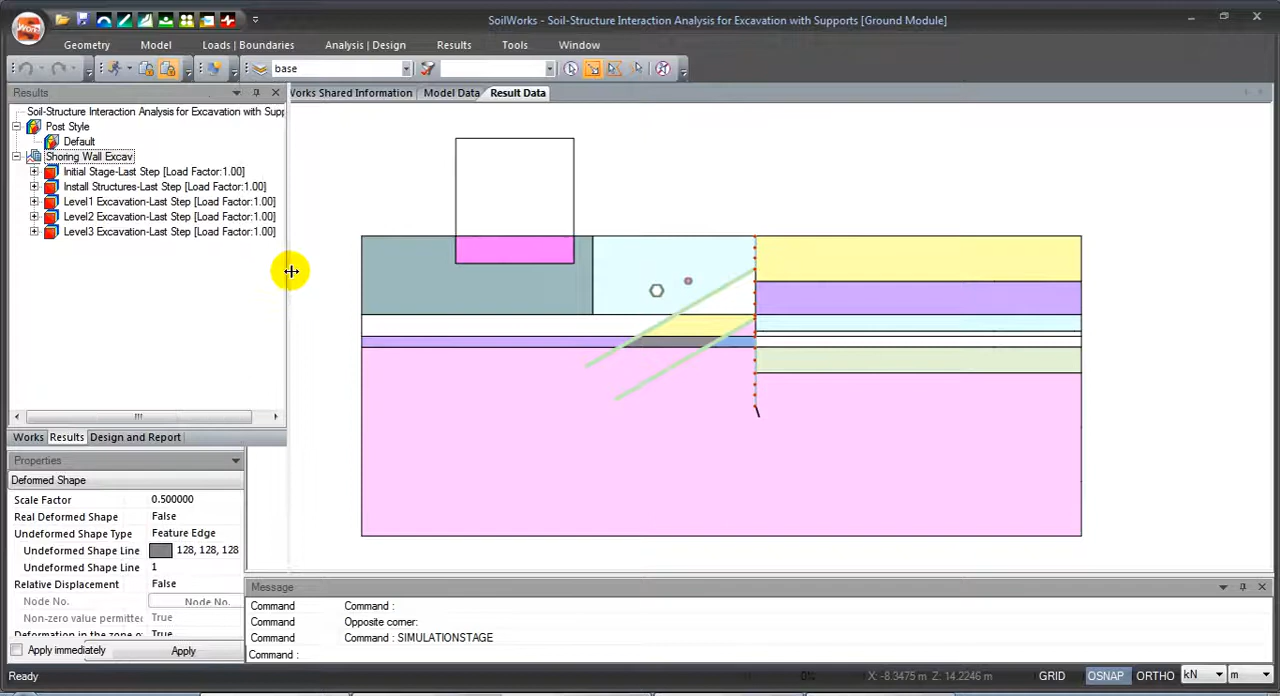 SoilWorks - Soil-Structure Interaction Analysis for Excavation with Supports [Ground Module]
Geometry Model Loads | Boundaries Analysis | Design Results Tools Window
base
Results
orks Shared Information Model Data Result Data
Soil-Structure Interaction Analysis for Excavation with Supp
Post Style
Default
Shoring Wall Excav
Initial Stage-Last Step [Load Factor:1.00]
Install Structures-Last Step [Load Factor:1.00]
Level1 Excavation-Last Step [Load Factor:1.00]
Level2 Excavation-Last Step [Load Factor:1.00]
Level3 Excavation-Last Step [Load Factor:1.00]
Works Results Design and Report
Properties
Deformed Shape
Scale Factor 0.500000
Real Deformed Shape False
Undeformed Shape Type Feature Edge
Undeformed Shape Line 128, 128, 128
Undeformed Shape Line 1
Relative Displacement False
Node No. Node No.
Non-zero value permitted True
Deformation in the zone o True
Apply immediately Apply
Message
Command Command :
Command Opposite corner:
Command Command : SIMULATIONSTAGE
Command :
Ready 0% X: -8.3475 m Z: 14.2246 m GRID OSNAP ORTHO kN m